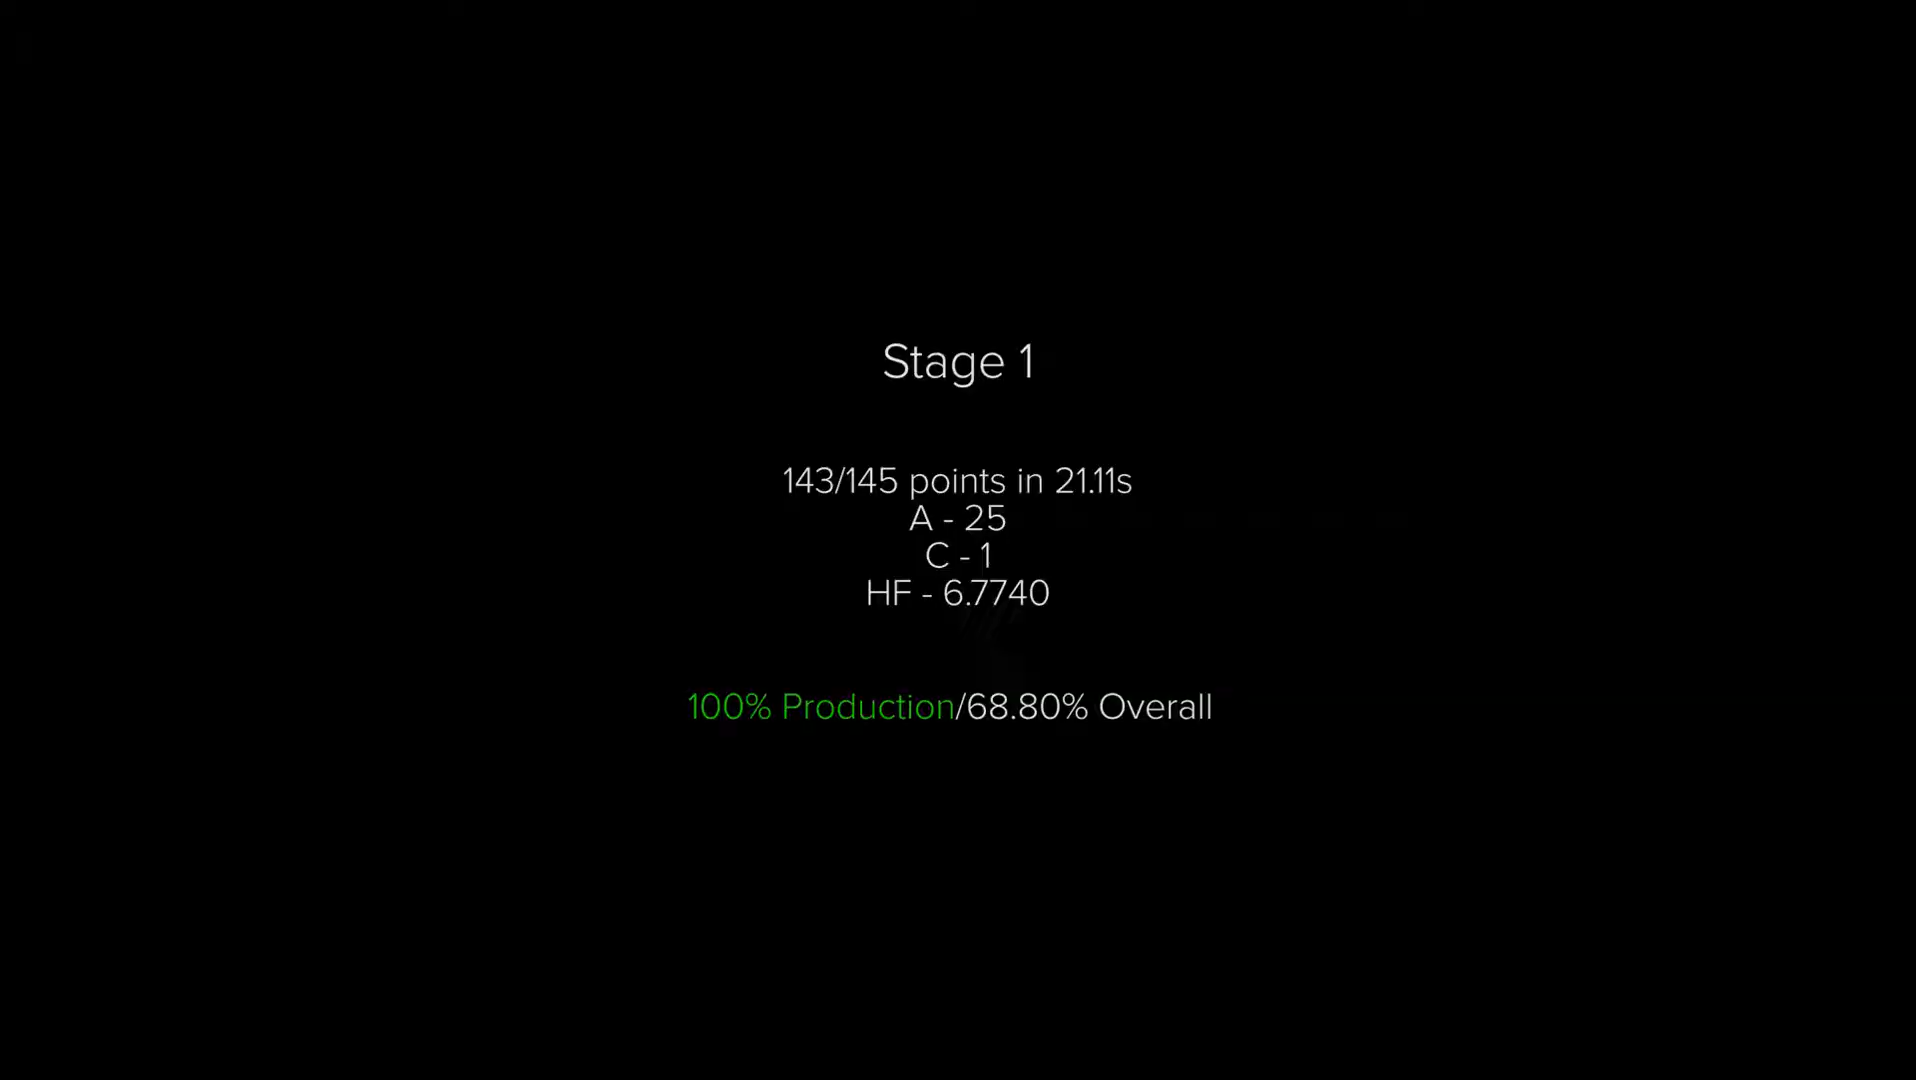 Stage 1
143/145 points in 21.11s
A - 25
C - 1
HF - 6.7740
100% Production/68.80% Overall